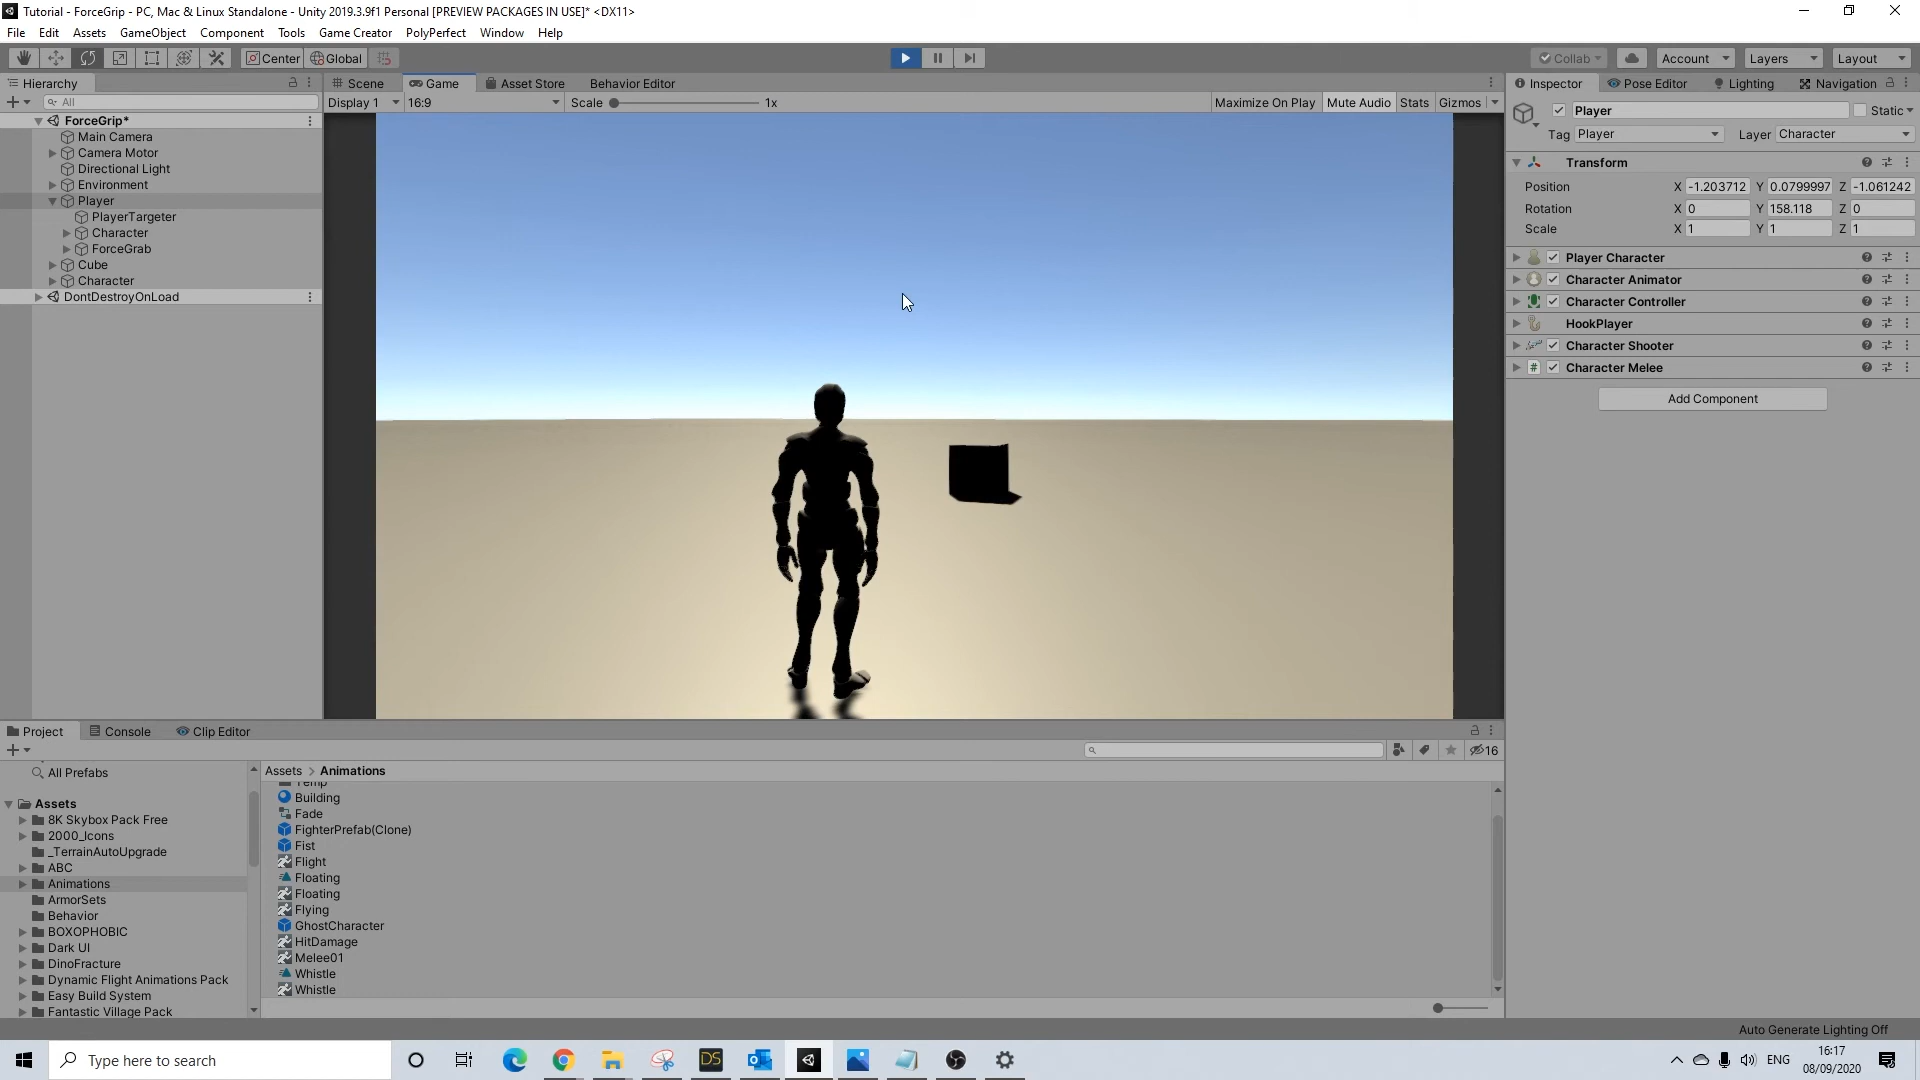 Tutorial - ForceGrip - PC, Mac & Linux Standalone - Unity 2019.3.9f1 Personal [PREVIEW PACKAGES IN USE]* <DX11>
File Edit Assets GameObject Component Tools Game Creator PolyPerfect Window Help
Center Global Collab Account Layers Layout
Hierarchy Scene Game Asset Store Behavior Editor Inspector Pose Editor Lighting Navigation
All Display 1 16:9 Scale 1x Maximize On Play Mute Audio Stats Gizmos
Player Static
ForceGrip*
Main Camera
Tag Player Layer Character
Camera Motor
Transform
Directional Light
Environment
Position X -1.203712 Y 0.0799997 Z -1.061242
Player
Rotation X 0 Y 158.118 Z 0
PlayerTargeter
Scale X 1 Y 1 Z 1
Character
ForceGrab
Player Character
Cube
Character Animator
Character
DontDestroyOnLoad
Character Controller
HookPlayer
Character Shooter
Character Melee
#
Add Component
Project Console Clip Editor
16
All Prefabs
Assets > Animations
Temp
Assets
8K Skybox Pack Free
2000_Icons
_TerrainAutoUpgrade
ABC
Animations
ArmorSets
Behavior
BOXOPHOBIC
Dark UI
DinoFracture
Dynamic Flight Animations Pack
Easy Build System
Fantastic Village Pack
Building
Fade
FighterPrefab(Clone)
Fist
Flight
Floating
Floating
Flying
GhostCharacter
HitDamage
Melee01
Whistle
Whistle
Auto Generate Lighting Off
Type here to search
DS
ENG
16:17
08/09/2020